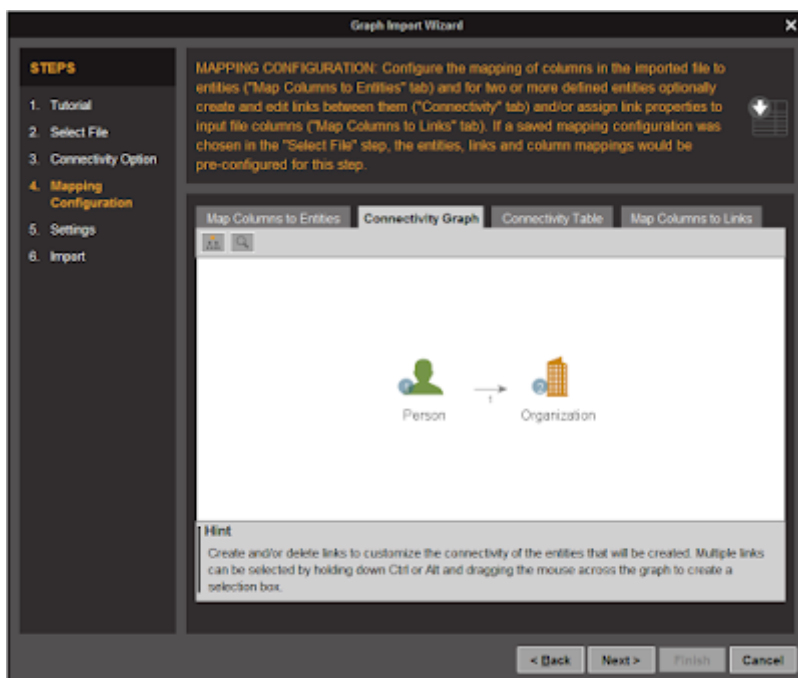 Graph Import Wizard
STEPS
1. Tutorial
2. Select File
3. Connectivity Option
4. Mapping
Configuration
5. Settings
6. Import
MAPPING CONFIGURATION: Configure the mapping of columns in the imported file to
entities ("Map Columns to Entities" tab) and for two or more defined entities optionally
create and edit links between them ("Connectivity" tab) and/or assign link properties to
input file columns ("Map Columns to Links" tab). If a saved mapping configuration was
chosen in the "Select File" step, the entities, links and column mappings would be
pre-configured for this step.
Map Columns to Entities
Connectivity Graph
Connectivity Table
Map Columns to Links
1
2
1
Person
Organization
Hint
Create and/or delete links to customize the connectivity of the entities that will be created. Multiple links
can be selected by holding down Ctrl or Alt and dragging the mouse across the graph to create a
selection box.
< Back
Next >
Finish
Cancel